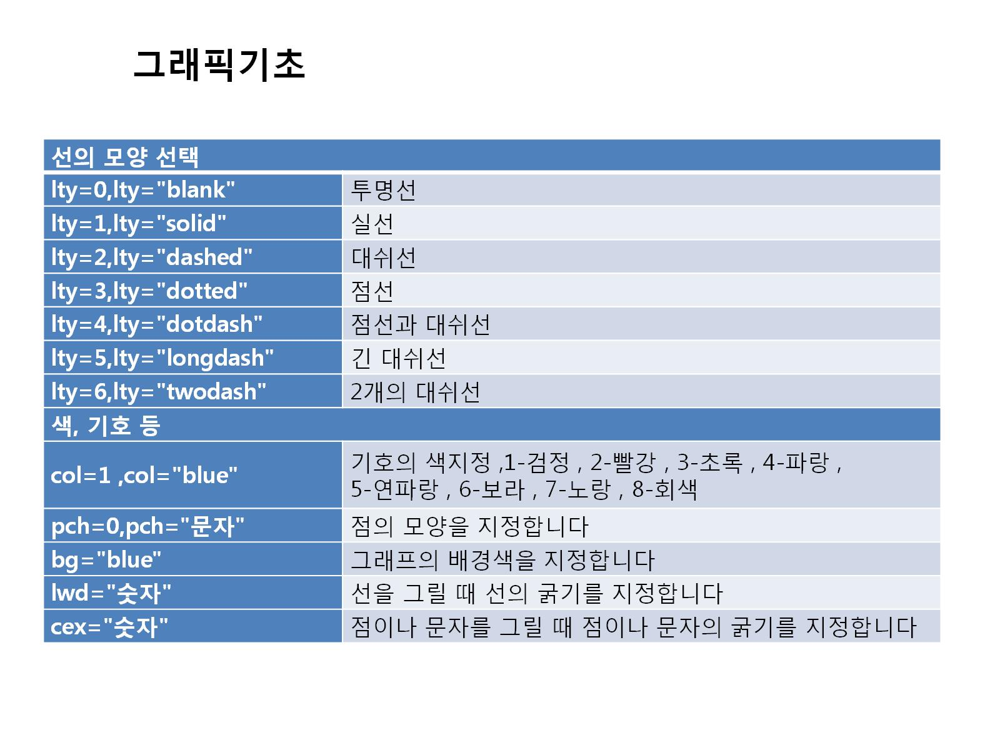 그래픽기초
선의 모양 선택
lty=0,lty="blank"
투명선
lty=1,lty="solid"
실선
lty=2,lty="dashed"
대쉬선
lty=3,lty="dotted"
점선
lty=4,lty="dotdash"
점선과 대쉬선
lty=5,lty="longdash"
긴 대쉬선
lty=6,lty="twodash"
2개의 대쉬선
색, 기호 등
col=1 ,col="blue"
기호의 색지정 ,1-검정 , 2-빨강 , 3-초록 , 4-파랑 ,
5-연파랑 , 6-보라 , 7-노랑 , 8-회색
pch=0,pch="문자"
점의 모양을 지정합니다
bg="blue"
그래프의 배경색을 지정합니다
lwd="숫자"
선을 그릴 때 선의 굵기를 지정합니다
cex="숫자"
점이나 문자를 그릴 때 점이나 문자의 굵기를 지정합니다